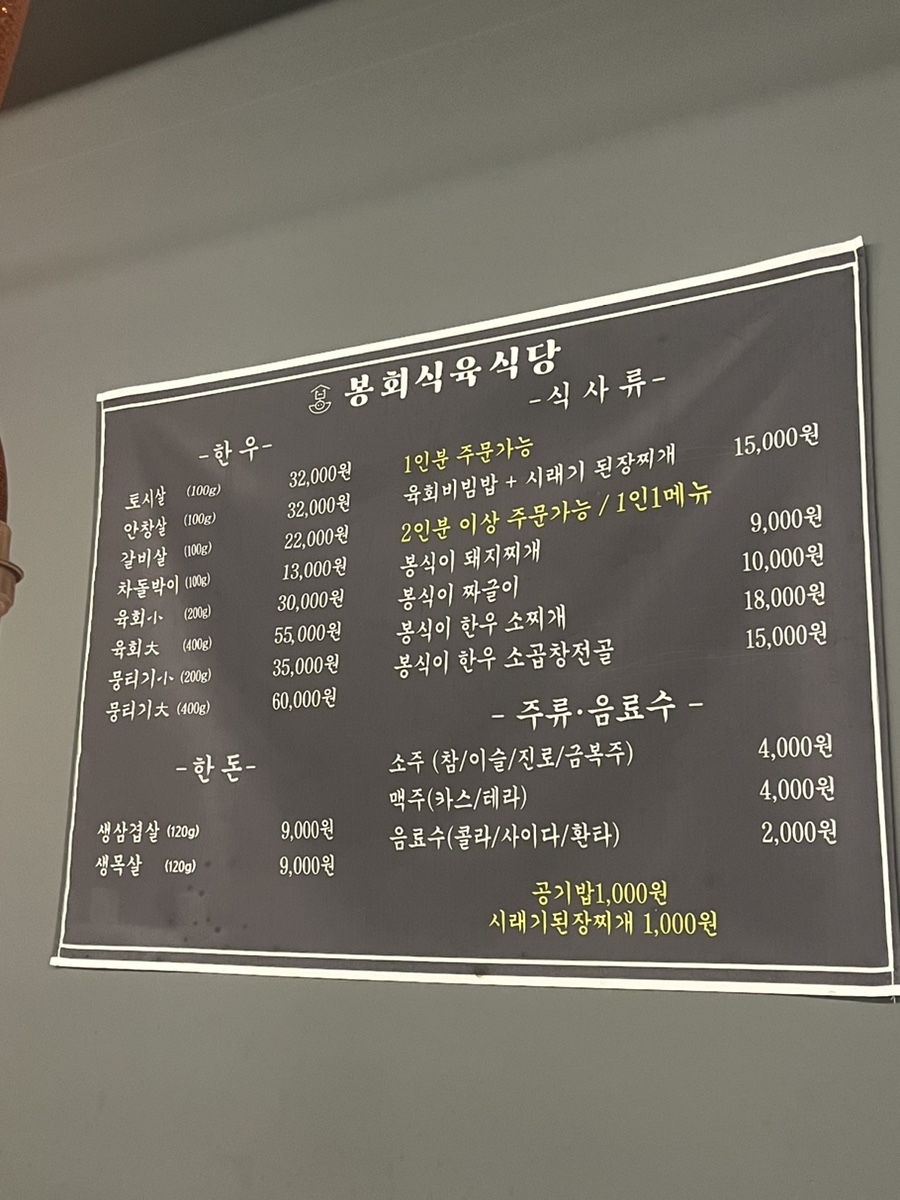 봉회식육식당
-한우-
토시살 (100g) 32,000원
안창살 (100g) 32,000원
갈비살 (100g) 22,000원
차돌박이 (100g) 13,000원
육회小 (200g) 30,000원
육회大 (400g) 55,000원
뭉티기小 (200g) 35,000원
뭉티기大 (400g) 60,000원
-한돈-
생삼겹살 (120g) 9,000원
생목살 (120g) 9,000원
-식사류-
1인분 주문가능
육회비빔밥 + 시래기 된장찌개 15,000원
2인분 이상 주문가능 / 1인1메뉴
봉식이 돼지찌개 9,000원
봉식이 짜글이 10,000원
봉식이 한우 소찌개 18,000원
봉식이 한우 소곱창전골 15,000원
- 주류·음료수 -
소주 (참/이슬/진로/금복주) 4,000원
맥주(카스/테라) 4,000원
음료수(콜라/사이다/환타) 2,000원
공기밥1,000원
시래기된장찌개 1,000원